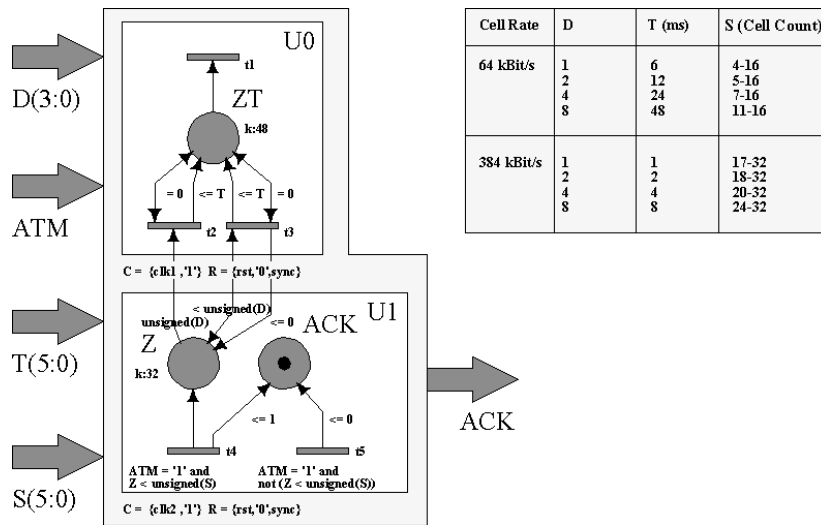 U0
t1
D(3:0)
ZT
k:48
= 0
<= T
<= T
= 0
ATM
t2
t3
C = {clk1 ,'1'} R = {rst,'0',sync}
< unsigned(D)
unsigned(D)
<= 0
U1
Z
ACK
T(5:0)
k:32
<= 1
<= 0
ACK
t4
t5
ATM = '1' and
Z < unsigned(S)
ATM = '1' and
not (Z < unsigned(S))
S(5:0)
C = {clk2 ,'1'} R = {rst,'0',sync}
Cell Rate D T (ms) S (Cell Count)
64 kBit/s 1 6 4-16
2 12 5-16
4 24 7-16
8 48 11-16
384 kBit/s 1 1 17-32
2 2 18-32
4 4 20-32
8 8 24-32